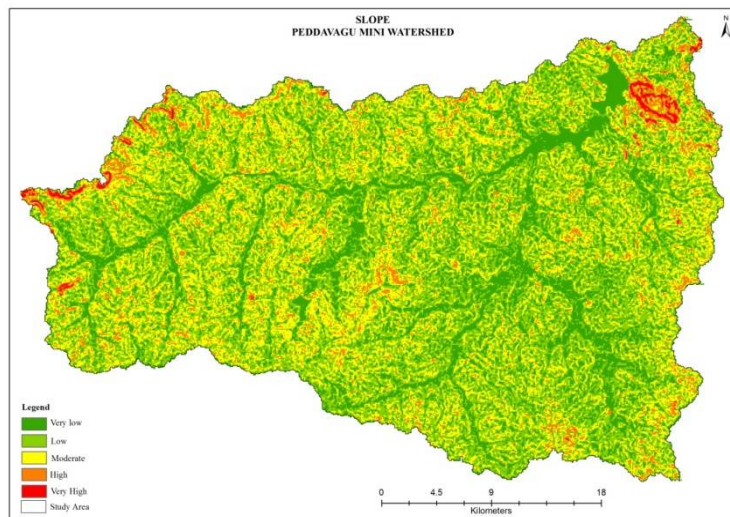 SLOPE
PEDDAVAGU MINI WATERSHED
N
Legend
Very low
Low
Moderate
High
Very High
Study Area
0 4.5 9 18
Kilometers